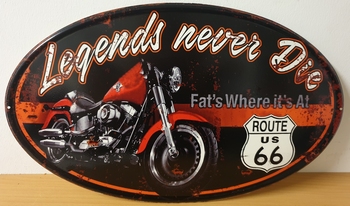 Legends never Die
Fat's Where it's At
ROUTE
US
66